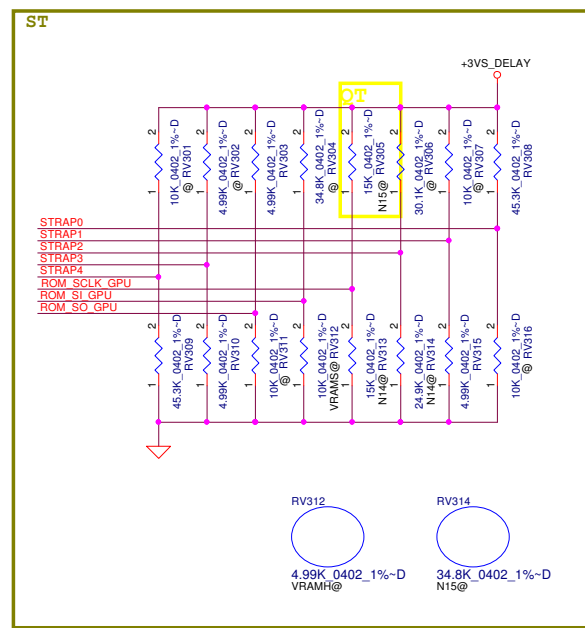 ST
+3VS_DELAY
OT
2
1
10K_0402_1%~D
@ RV301
2
1
4.99K_0402_1%~D
@ RV302
2
1
4.99K_0402_1%~D
RV303
2
1
34.8K_0402_1%~D
@ RV304
2
1
15K_0402_1%~D
N15@ RV305
2
1
30.1K_0402_1%~D
@ RV306
2
1
10K_0402_1%~D
@ RV307
2
1
45.3K_0402_1%~D
RV308
STRAP0
STRAP1
STRAP2
STRAP3
STRAP4
ROM_SCLK_GPU
ROM_SI_GPU
ROM_SO_GPU
2
1
45.3K_0402_1%~D
RV309
2
1
4.99K_0402_1%~D
RV310
2
1
10K_0402_1%~D
@ RV311
2
1
10K_0402_1%~D
VRAMS@ RV312
2
1
15K_0402_1%~D
N14@ RV313
2
1
24.9K_0402_1%~D
N14@ RV314
2
1
4.99K_0402_1%~D
RV315
2
1
10K_0402_1%~D
@ RV316
RV312
4.99K_0402_1%~D
VRAMH@
RV314
34.8K_0402_1%~D
N15@